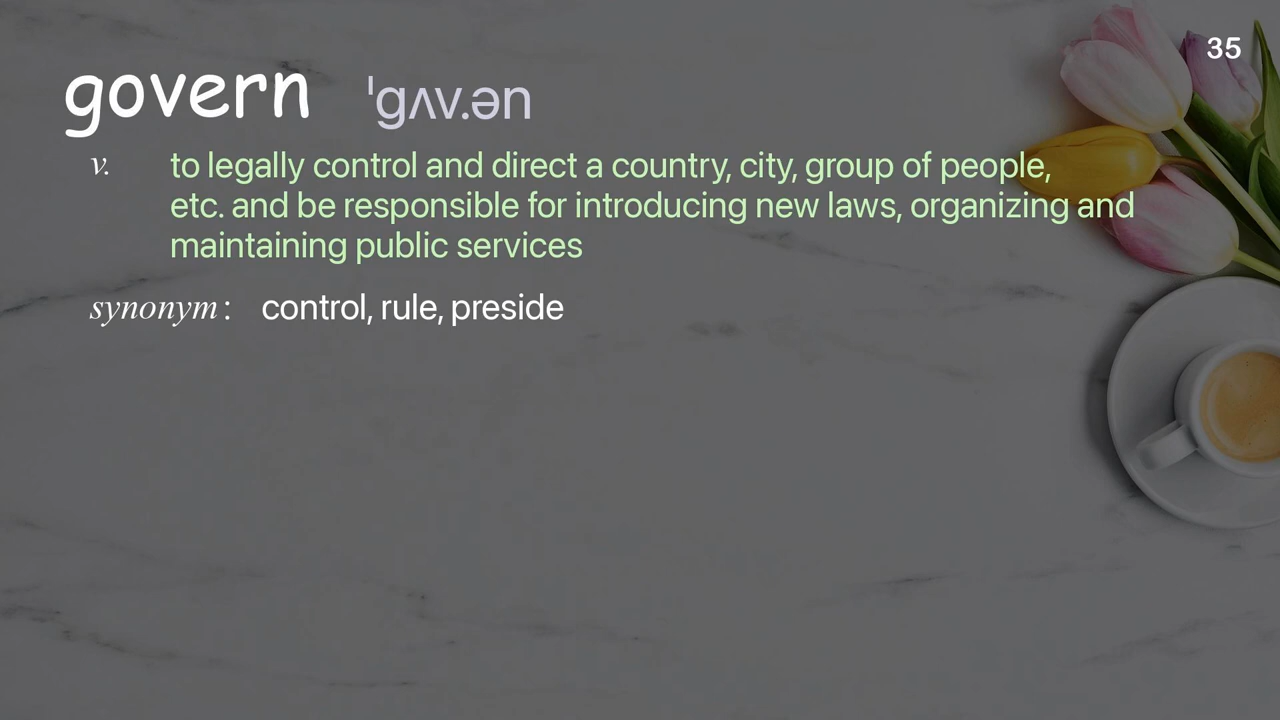 35
govern ˈgʌv.ən
v. to legally control and direct a country, city, group of people,
etc. and be responsible for introducing new laws, organizing and
maintaining public services
synonym: control, rule, preside